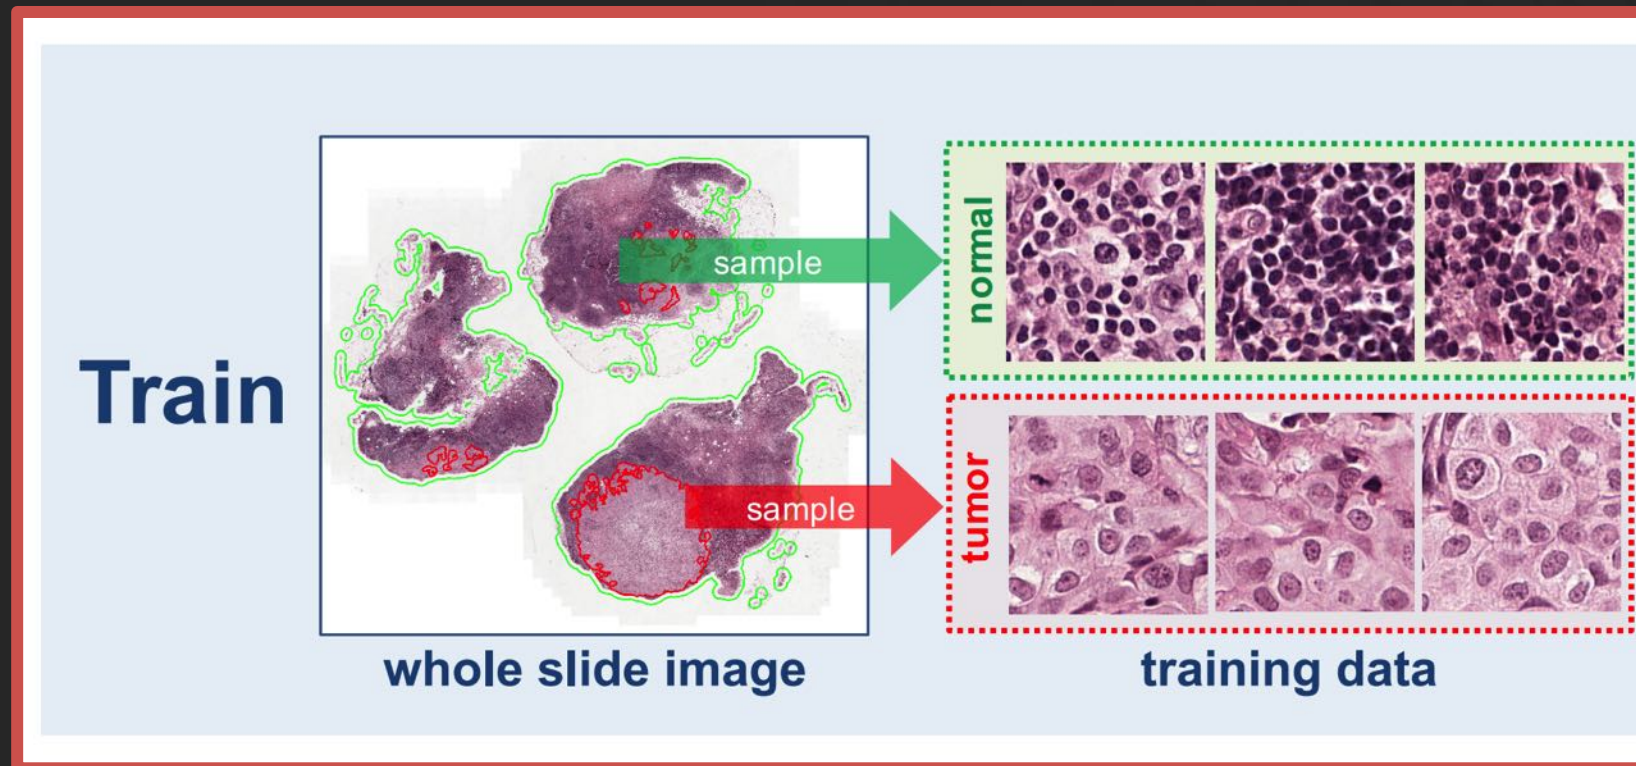 Train
sample
sample
normal
tumor
whole slide image
training data